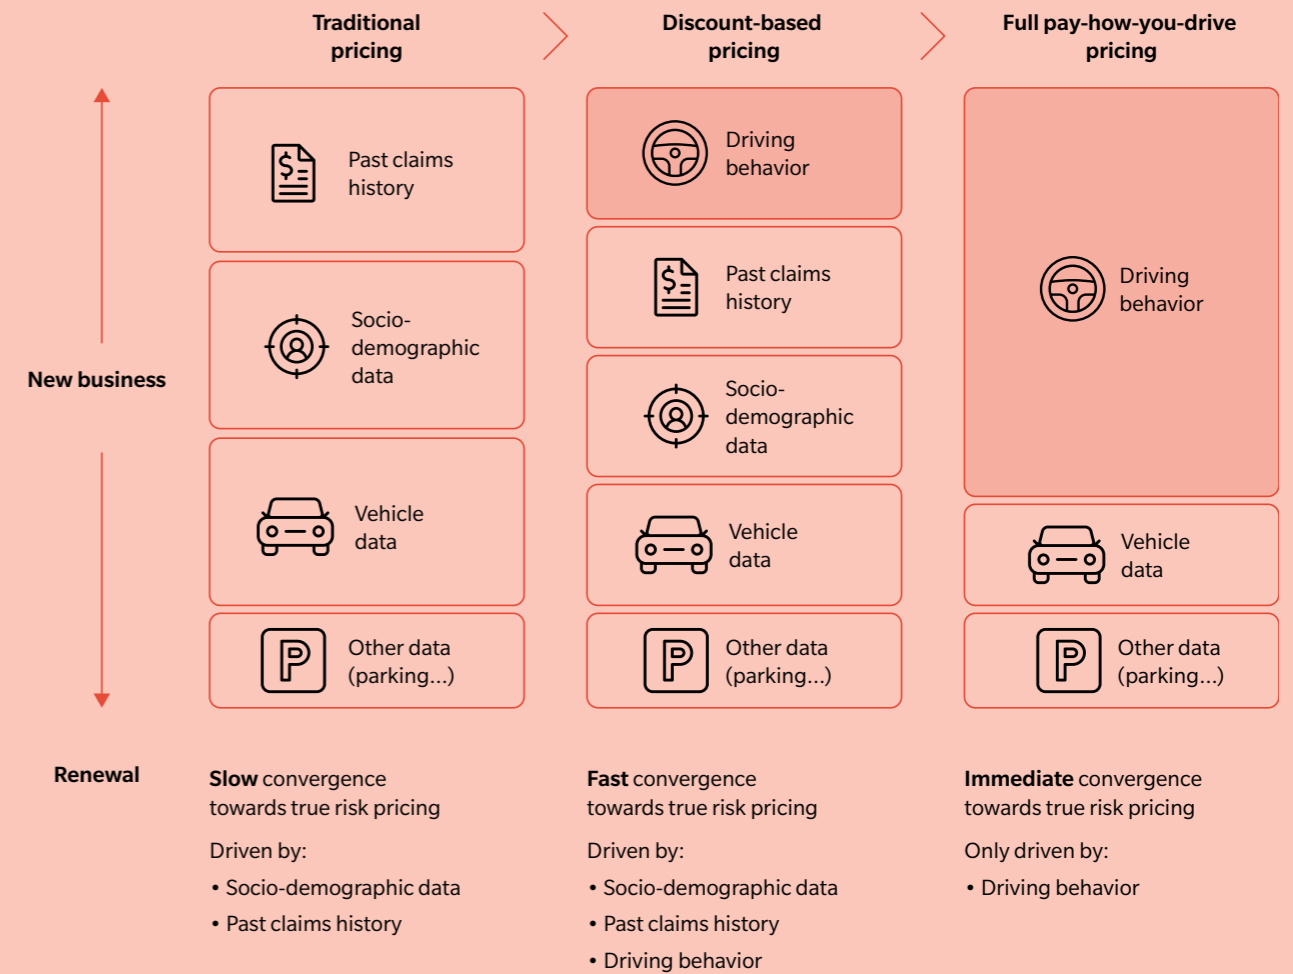 Traditional
pricing
Discount-based
pricing
Full pay-how-you-drive
pricing
New business
Past claims
history
Socio-
demographic
data
Vehicle
data
P
Other data
(parking...)
Driving
behavior
Past claims
history
Socio-
demographic
data
Vehicle
data
P
Other data
(parking...)
Driving
behavior
Vehicle
data
P
Other data
(parking...)
Renewal
Slow convergence
towards true risk pricing
Driven by:
• Socio-demographic data
• Past claims history
Fast convergence
towards true risk pricing
Driven by:
• Socio-demographic data
• Past claims history
• Driving behavior
Immediate convergence
towards true risk pricing
Only driven by:
• Driving behavior